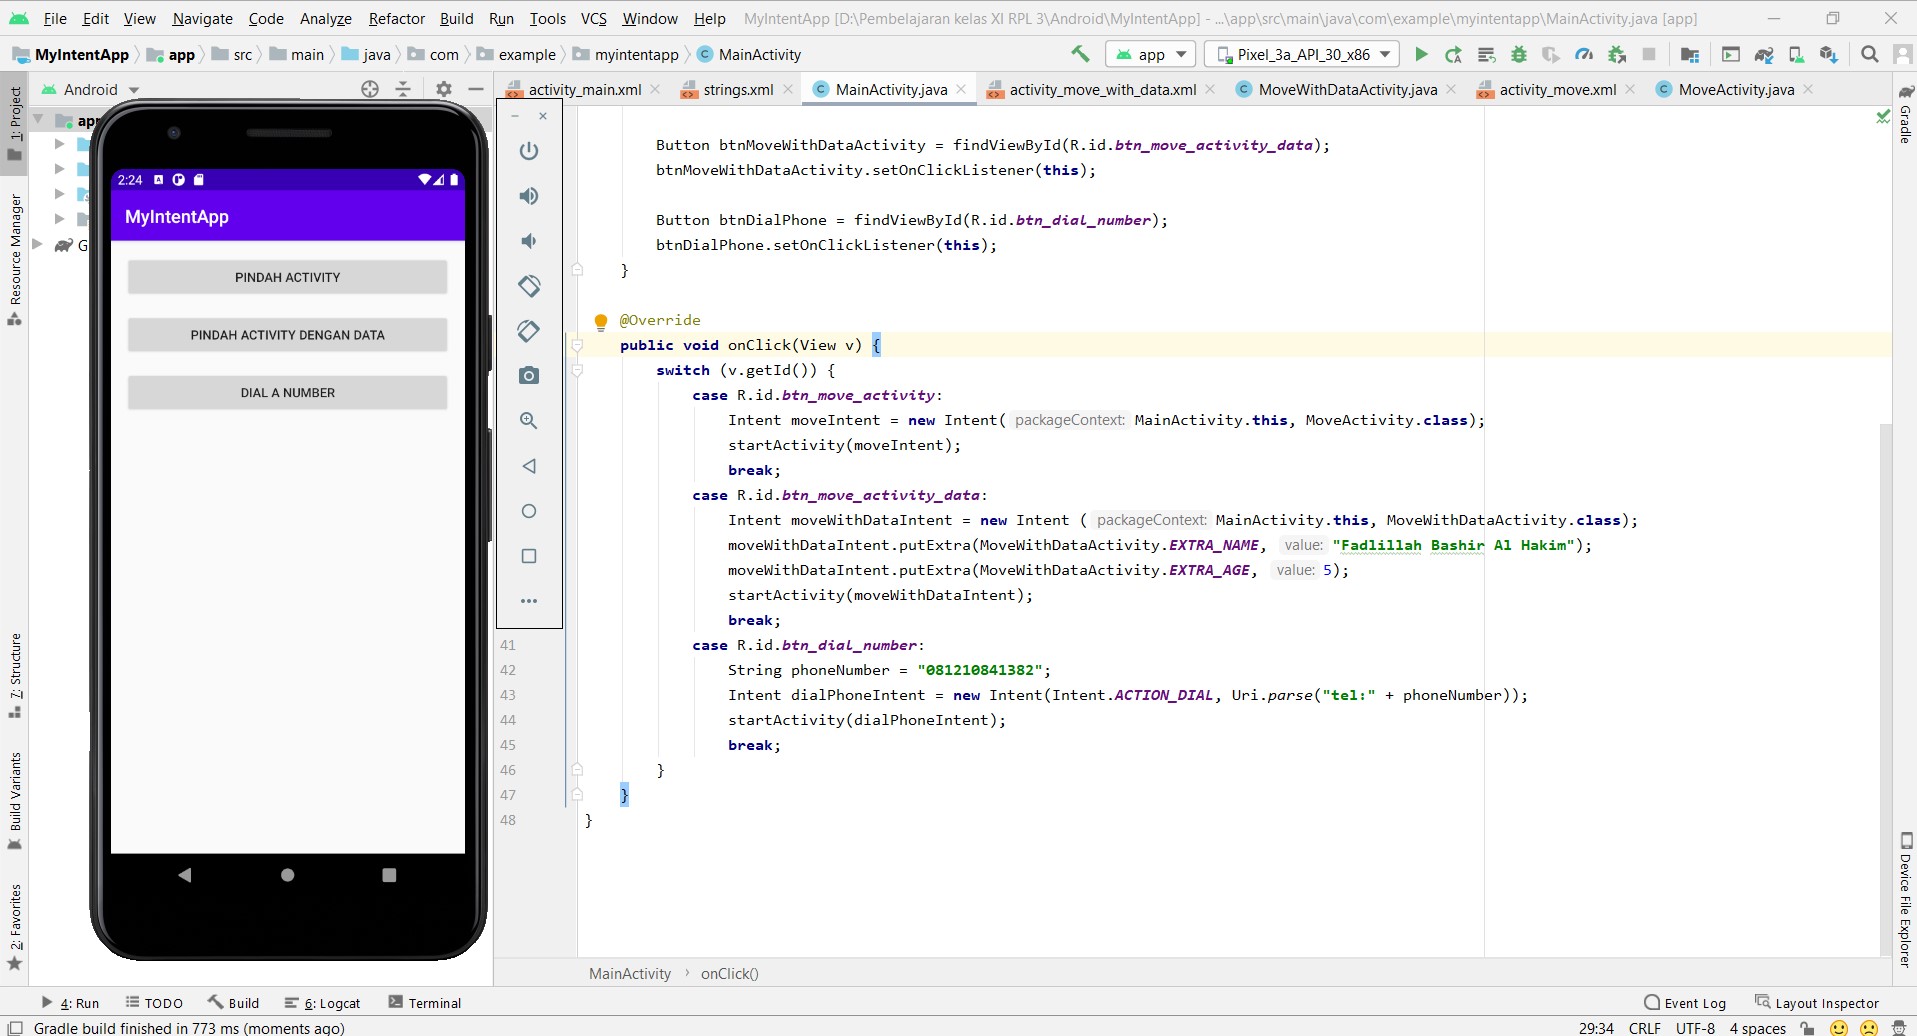 File Edit View Navigate Code Analyze Refactor Build Run Tools VCS Window Help MyIntentApp [D:\Pembelajaran kelas XI RPL 3\Android\MyIntentApp] - ...\app\src\main\java\com\example\myintentapp\MainActivity.java [app]
MyIntentApp app src main java com example myintentapp MainActivity app Pixel_3a_API_30_x86
Android activity_main.xml strings.xml MainActivity.java activity_move_with_data.xml MoveWithDataActivity.java activity_move.xml MoveActivity.java
1: Project
Resource Manager
7: Structure
Build Variants
2: Favorites
app
G
2:24
MyIntentApp
PINDAH ACTIVITY
PINDAH ACTIVITY DENGAN DATA
DIAL A NUMBER
Button btnMoveWithDataActivity = findViewById(R.id.btn_move_activity_data);
btnMoveWithDataActivity.setOnClickListener(this);
Button btnDialPhone = findViewById(R.id.btn_dial_number);
btnDialPhone.setOnClickListener(this);
}
@Override
public void onClick(View v) {
switch (v.getId()) {
case R.id.btn_move_activity:
Intent moveIntent = new Intent( packageContext: MainActivity.this, MoveActivity.class);
startActivity(moveIntent);
break;
case R.id.btn_move_activity_data:
Intent moveWithDataIntent = new Intent ( packageContext: MainActivity.this, MoveWithDataActivity.class);
moveWithDataIntent.putExtra(MoveWithDataActivity.EXTRA_NAME, value: "Fadlillah Bashir Al Hakim");
moveWithDataIntent.putExtra(MoveWithDataActivity.EXTRA_AGE, value: 5);
startActivity(moveWithDataIntent);
break;
41 case R.id.btn_dial_number:
42 String phoneNumber = "081210841382";
43 Intent dialPhoneIntent = new Intent(Intent.ACTION_DIAL, Uri.parse("tel:" + phoneNumber));
44 startActivity(dialPhoneIntent);
45 break;
46 }
47 }
48 }
Gradle
Device File Explorer
MainActivity › onClick()
4: Run TODO Build 6: Logcat Terminal Event Log Layout Inspector
Gradle build finished in 773 ms (moments ago) 29:34 CRLF UTF-8 4 spaces